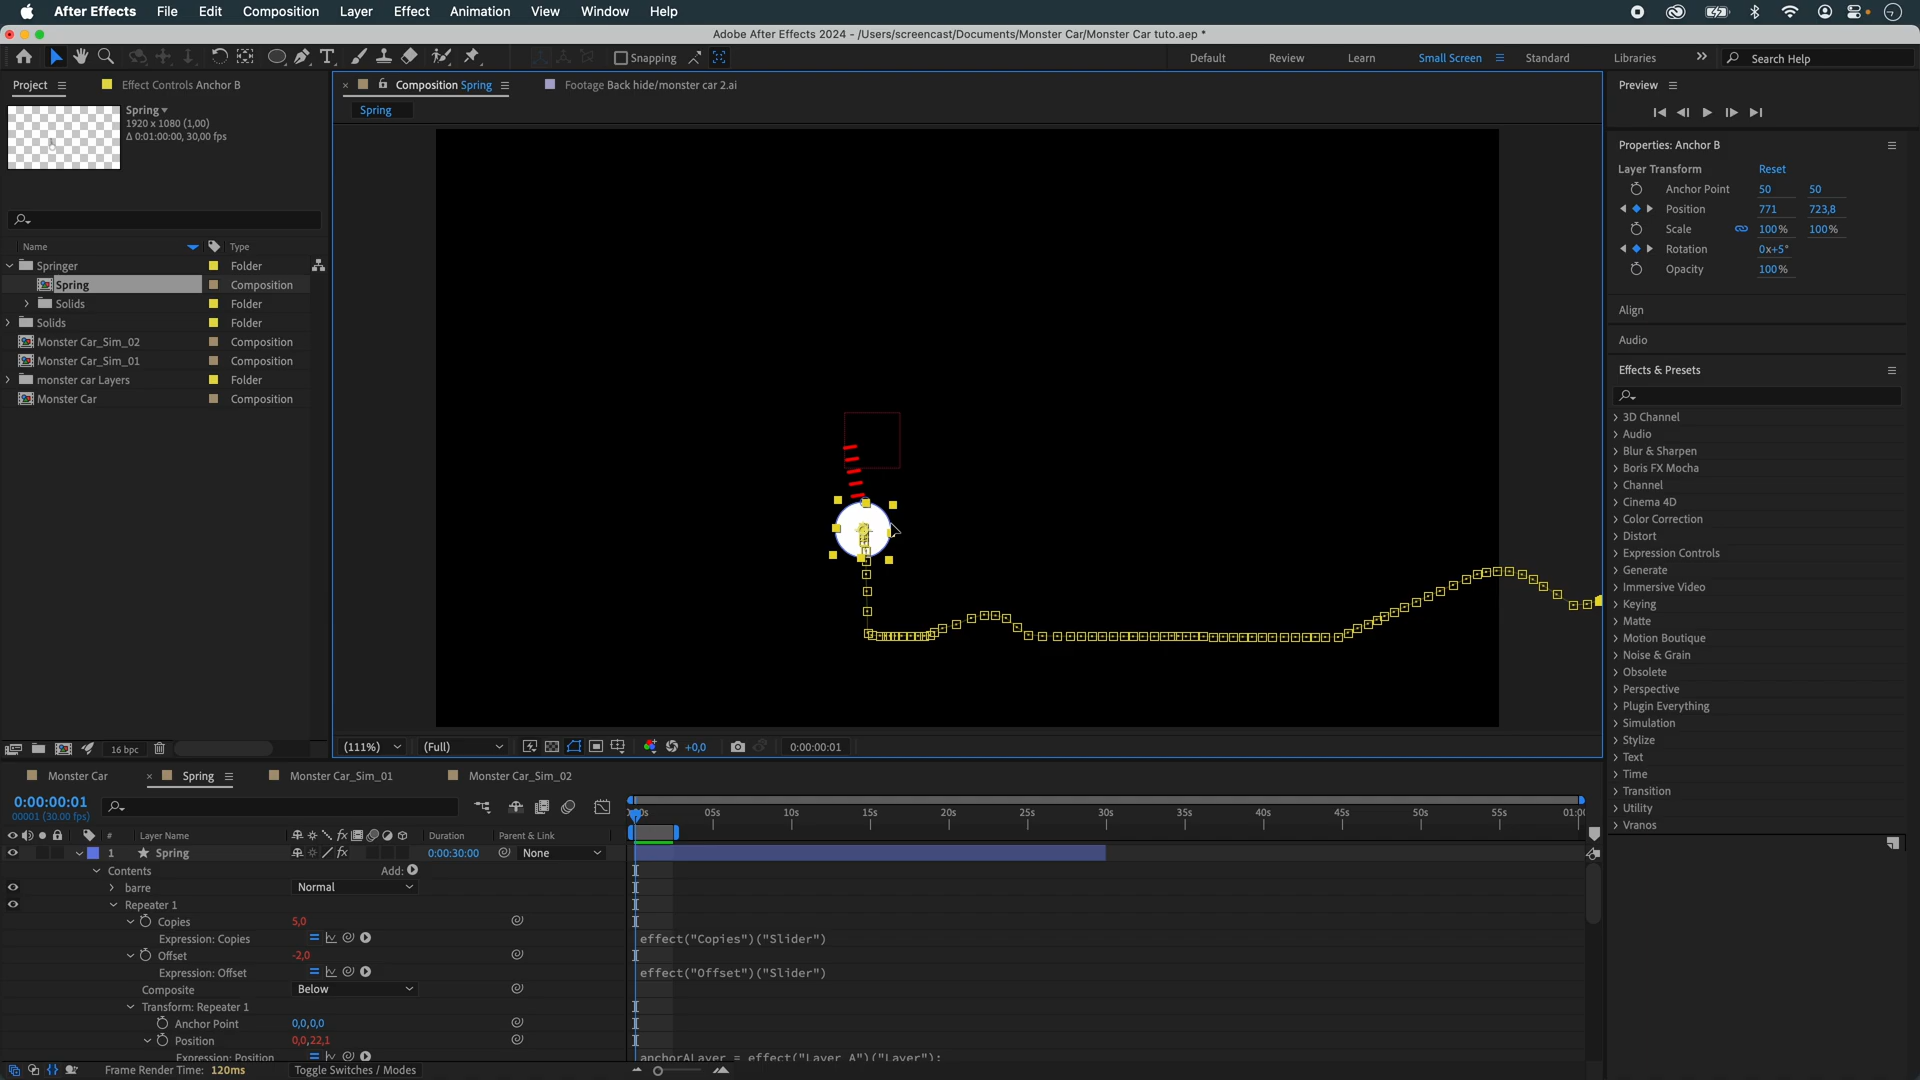 After Effects File Edit Composition Layer Effect Animation View Window Help
Adobe After Effects 2024 - /Users/screencast/Documents/Monster Car/Monster Car tuto.aep *
Snapping
Default Review Learn Small Screen Standard Libraries Search Help
Project
Effect Controls Anchor B
Composition Spring
Footage Back hide/monster car 2.ai
Spring
Spring
1920 x 1080 (1,00)
Δ 0:01:00:00, 30,00 fps
Name Type
Springer Folder
Spring Composition
Solids Folder
Solids Folder
Monster Car_Sim_02 Composition
Monster Car_Sim_01 Composition
monster car Layers Folder
Monster Car Composition
16 bpc
(111%) (Full) +0,0 0:00:00:01
Preview
Properties: Anchor B
Layer Transform Reset
Anchor Point 50 50
Position 771 723,8
Scale 100% 100%
Rotation 0x+5°
Opacity 100%
Align
Audio
Effects & Presets
3D Channel
Audio
Blur & Sharpen
Boris FX Mocha
Channel
Cinema 4D
Color Correction
Distort
Expression Controls
Generate
Immersive Video
Keying
Matte
Motion Boutique
Noise & Grain
Obsolete
Perspective
Plugin Everything
Simulation
Stylize
Text
Time
Transition
Utility
Vranos
Monster Car Spring Monster Car_Sim_01 Monster Car_Sim_02
0:00:00:01
00001 (30.00 fps)
05s 10s 15s 20s 25s 30s 35s 40s 45s 50s 55s 01:0
# Layer Name Duration Parent & Link
1 Spring 0:00:30:00 None
Contents Add:
barre Normal
Repeater 1
Copies 5,0
Expression: Copies effect("Copies")("Slider")
Offset -2,0
Expression: Offset effect("Offset")("Slider")
Composite Below
Transform: Repeater 1
Anchor Point 0,0,0,0
Position 0,0,22,1
Expression: Position anchorALayer = effect("Layer A")("Layer");
Frame Render Time: 120ms Toggle Switches / Modes